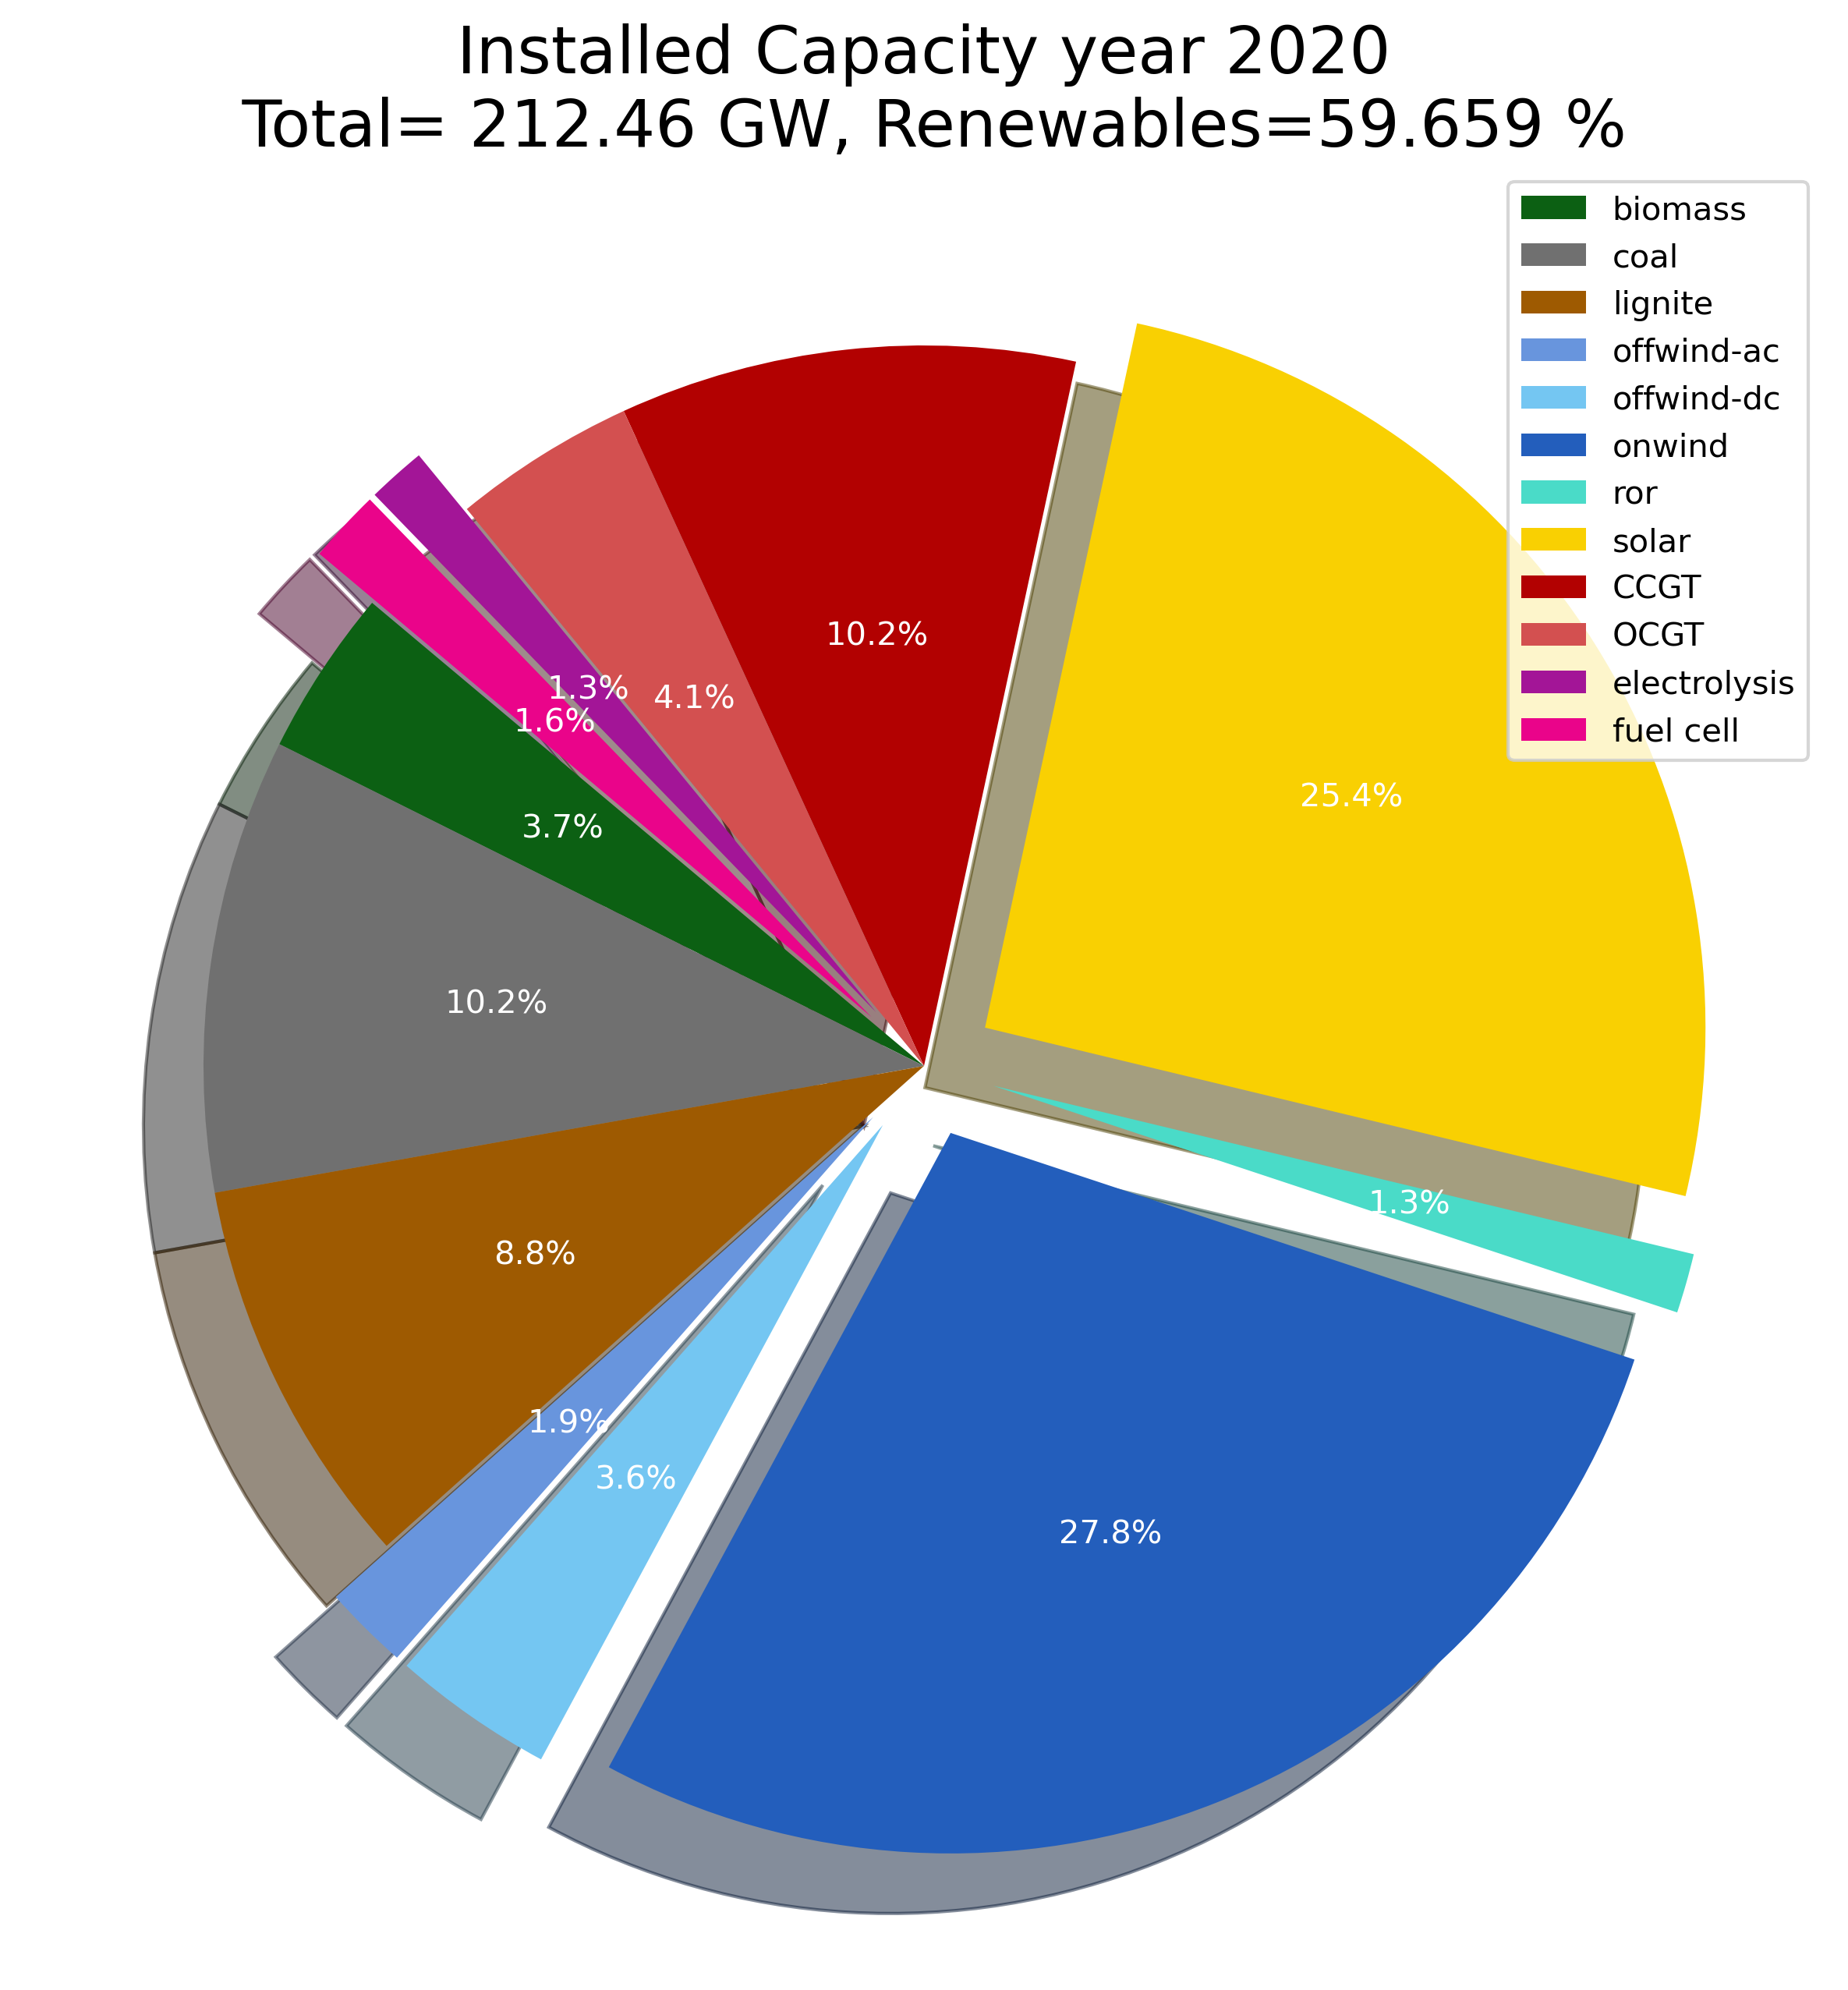 Installed Capacity year 2020
Total= 212.46 GW, Renewables=59.659 %
biomass
coal
lignite
offwind-ac
offwind-dc
onwind
ror
solar
CCGT
OCGT
electrolysis
fuel cell
10.2%
1.3%
4.1%
1.6%
25.4%
3.7%
10.2%
1.3%
8.8%
1.9%
3.6%
27.8%